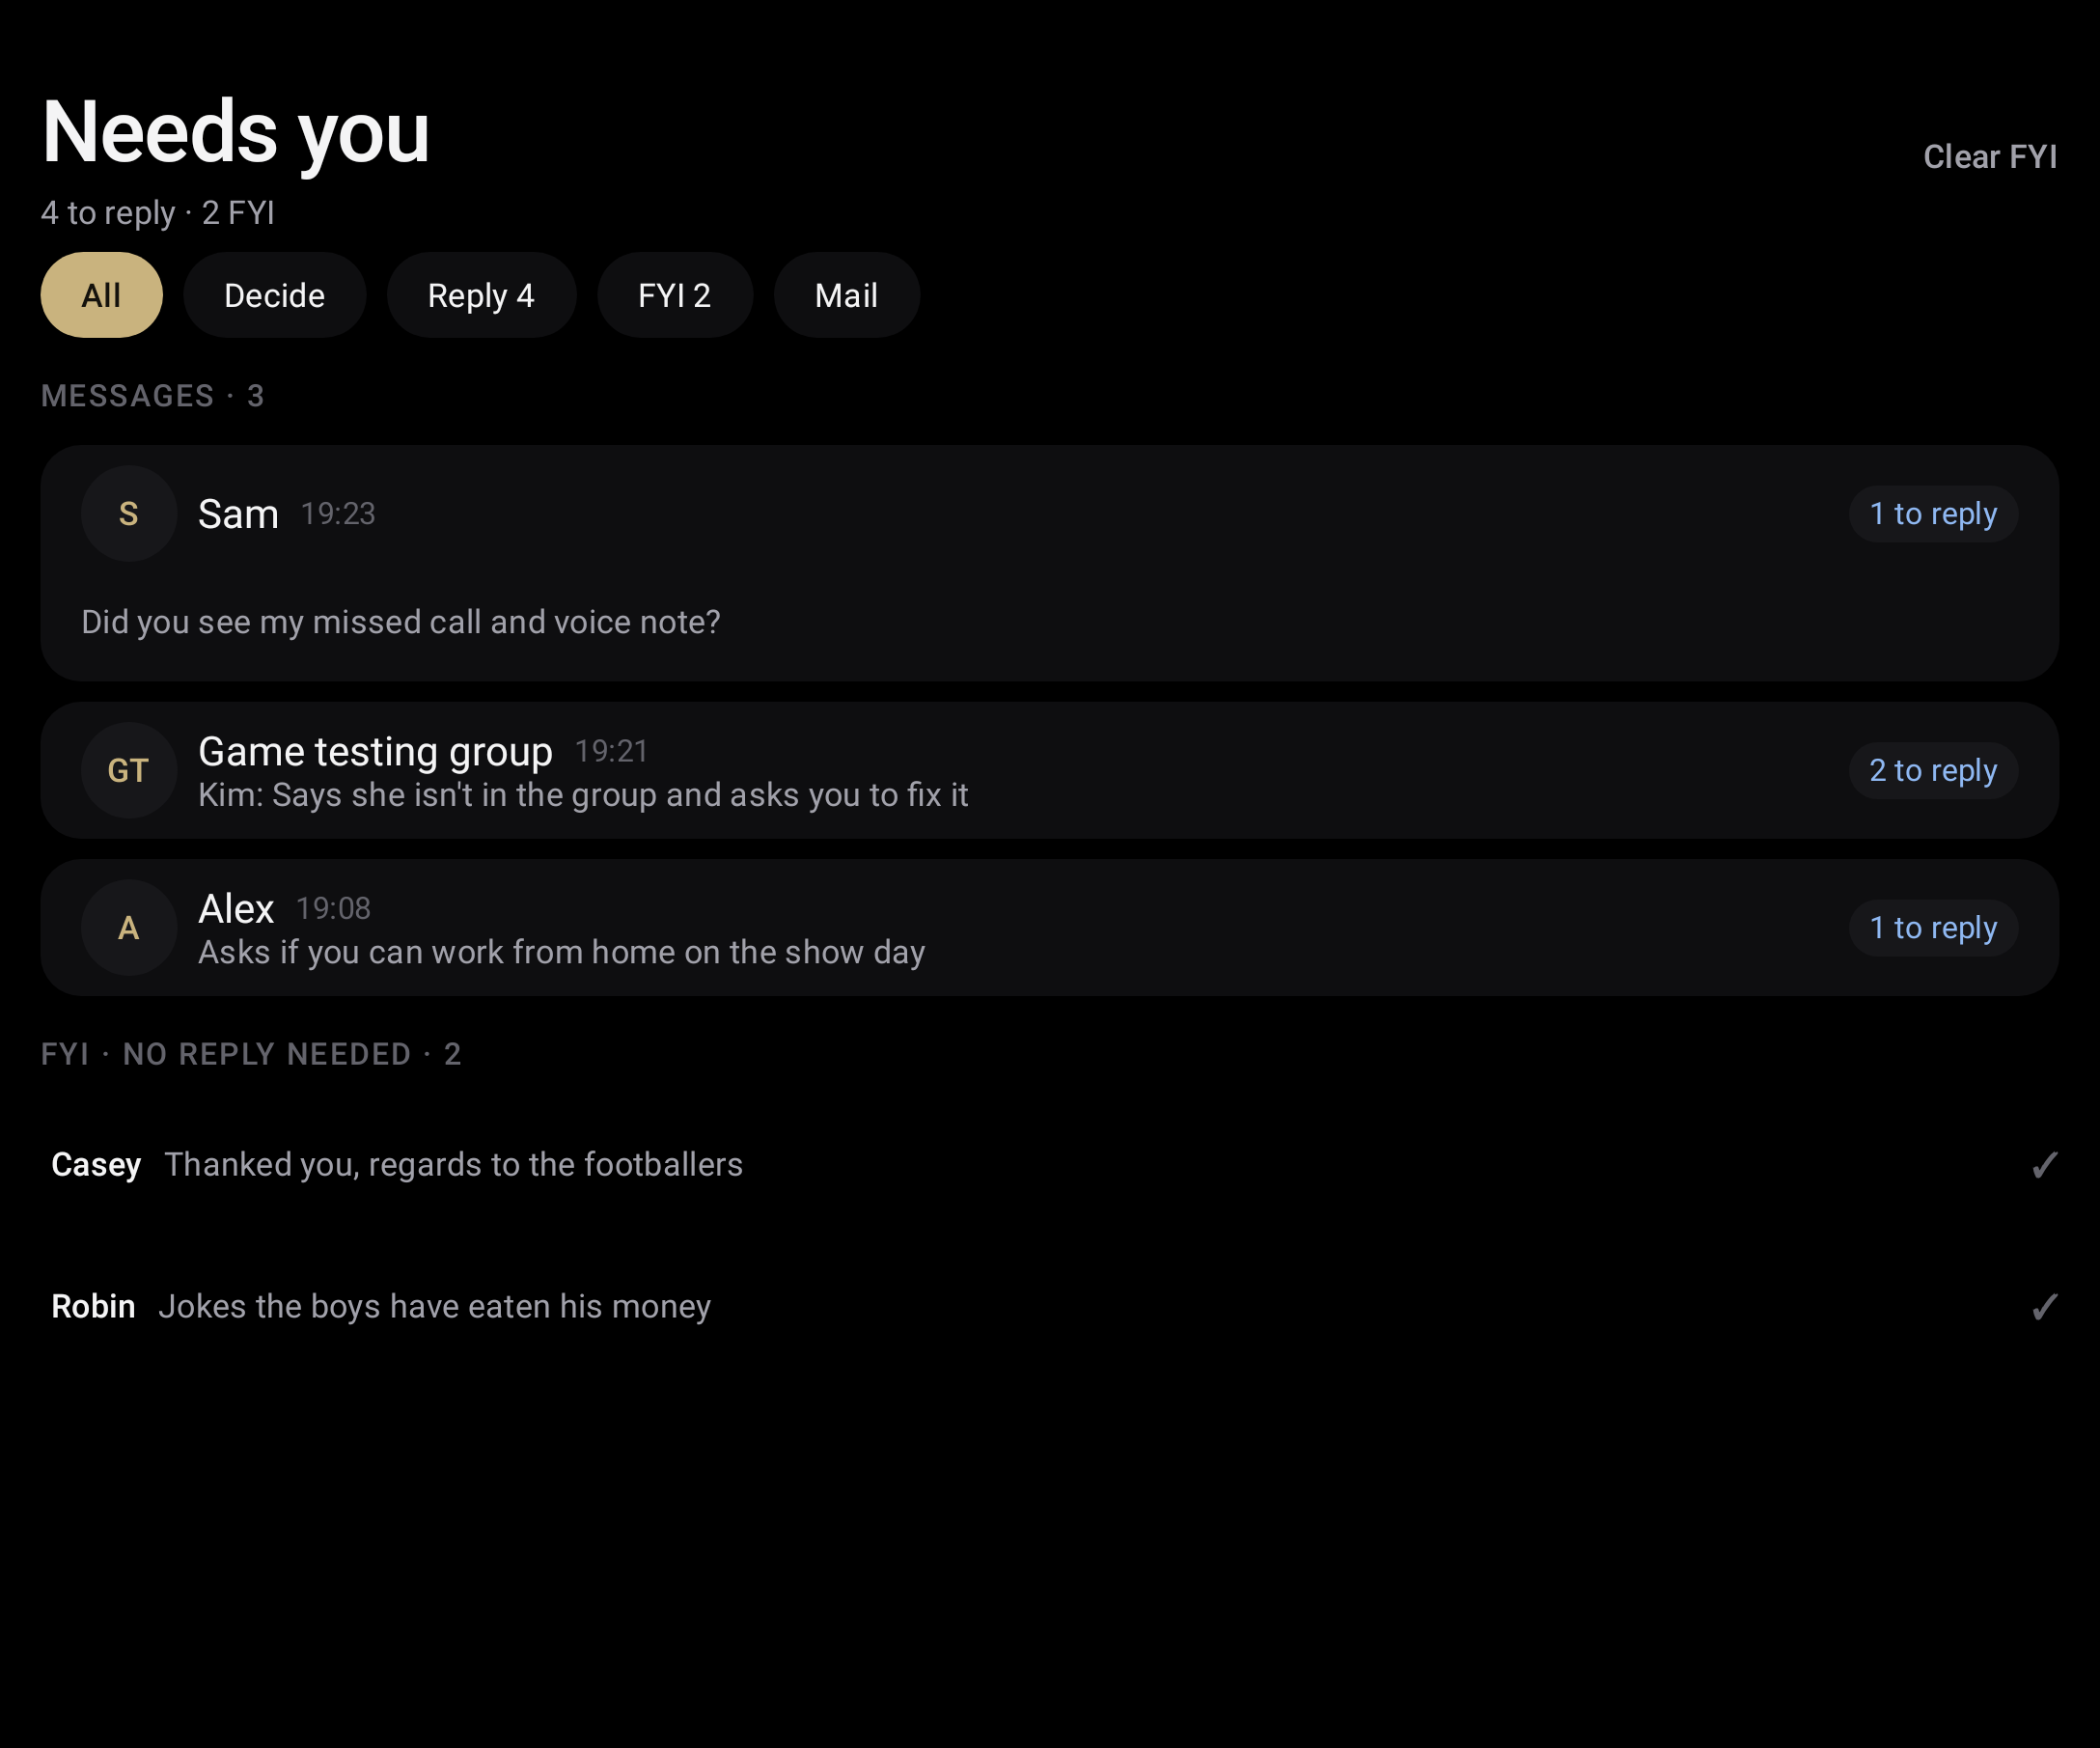 Needs you
Clear FYI
4 to reply · 2 FYI
All
Decide
Reply 4
FYI 2
Mail
MESSAGES · 3
S
Sam 19:23
1 to reply
Did you see my missed call and voice note?
GT
Game testing group 19:21
Kim: Says she isn't in the group and asks you to fix it
2 to reply
A
Alex 19:08
Asks if you can work from home on the show day
1 to reply
FYI · NO REPLY NEEDED · 2
Casey Thanked you, regards to the footballers ✓
Robin Jokes the boys have eaten his money ✓